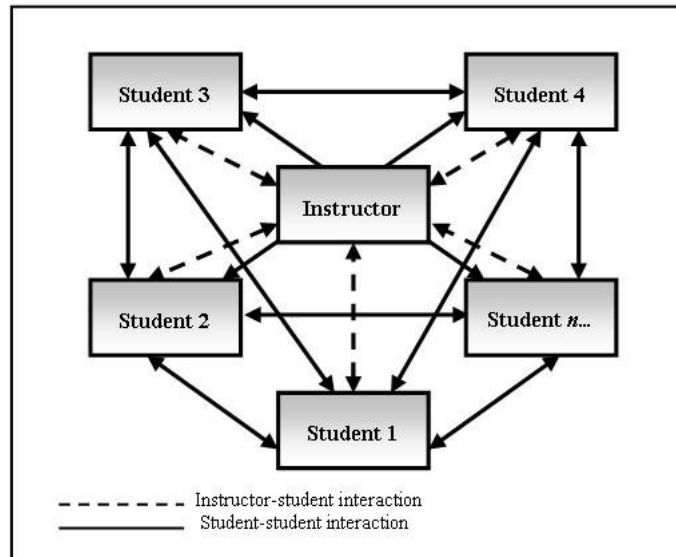 Student 3
Student 4
Instructor
Student 2
Student n...
Student 1
Instructor-student interaction
Student-student interaction